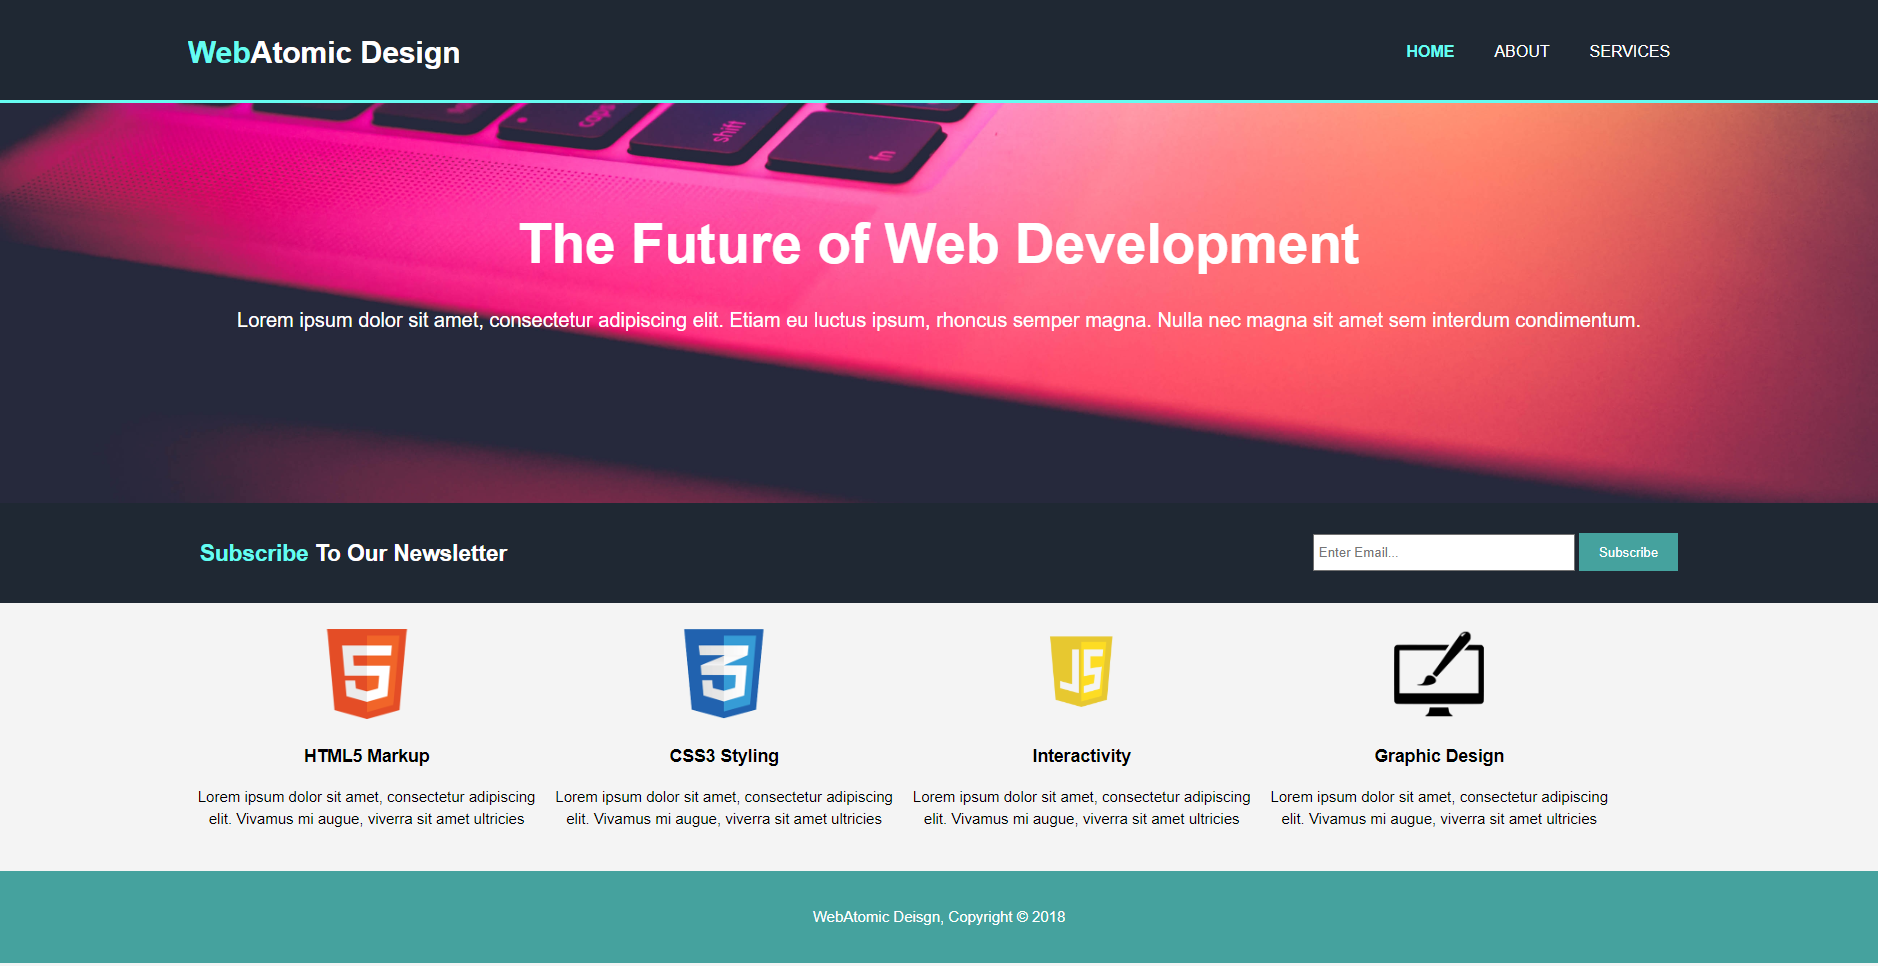 WebAtomic Design
HOME ABOUT SERVICES
caps
shift
fn
The Future of Web Development
Lorem ipsum dolor sit amet, consectetur adipiscing elit. Etiam eu luctus ipsum, rhoncus semper magna. Nulla nec magna sit amet sem interdum condimentum.
Subscribe To Our Newsletter
Enter Email...
Subscribe
5
3
JS
HTML5 Markup
Lorem ipsum dolor sit amet, consectetur adipiscing
elit. Vivamus mi augue, viverra sit amet ultricies
CSS3 Styling
Lorem ipsum dolor sit amet, consectetur adipiscing
elit. Vivamus mi augue, viverra sit amet ultricies
Interactivity
Lorem ipsum dolor sit amet, consectetur adipiscing
elit. Vivamus mi augue, viverra sit amet ultricies
Graphic Design
Lorem ipsum dolor sit amet, consectetur adipiscing
elit. Vivamus mi augue, viverra sit amet ultricies
WebAtomic Deisgn, Copyright © 2018